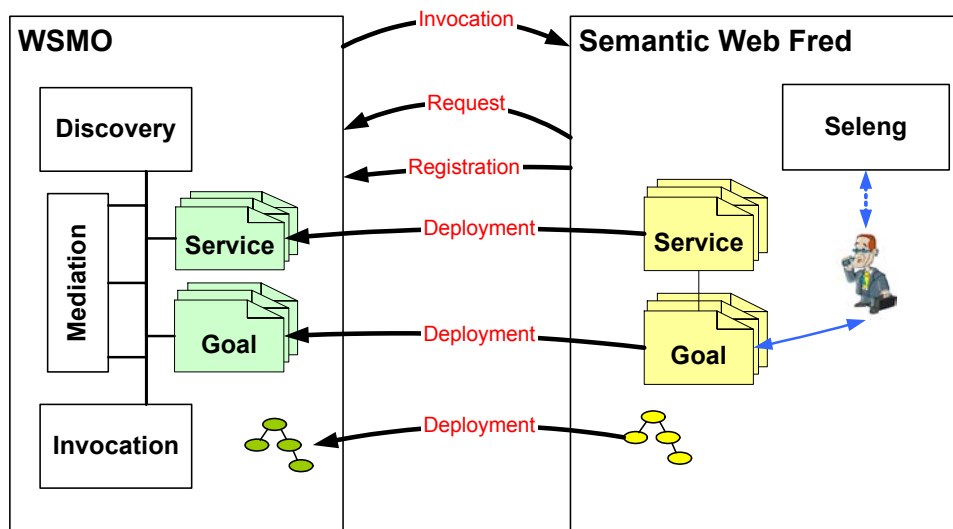 WSMO
Invocation
Semantic Web Fred
Discovery
Request
Seleng
Registration
Mediation
Service
Deployment
Service
Goal
Deployment
Goal
Invocation
Deployment